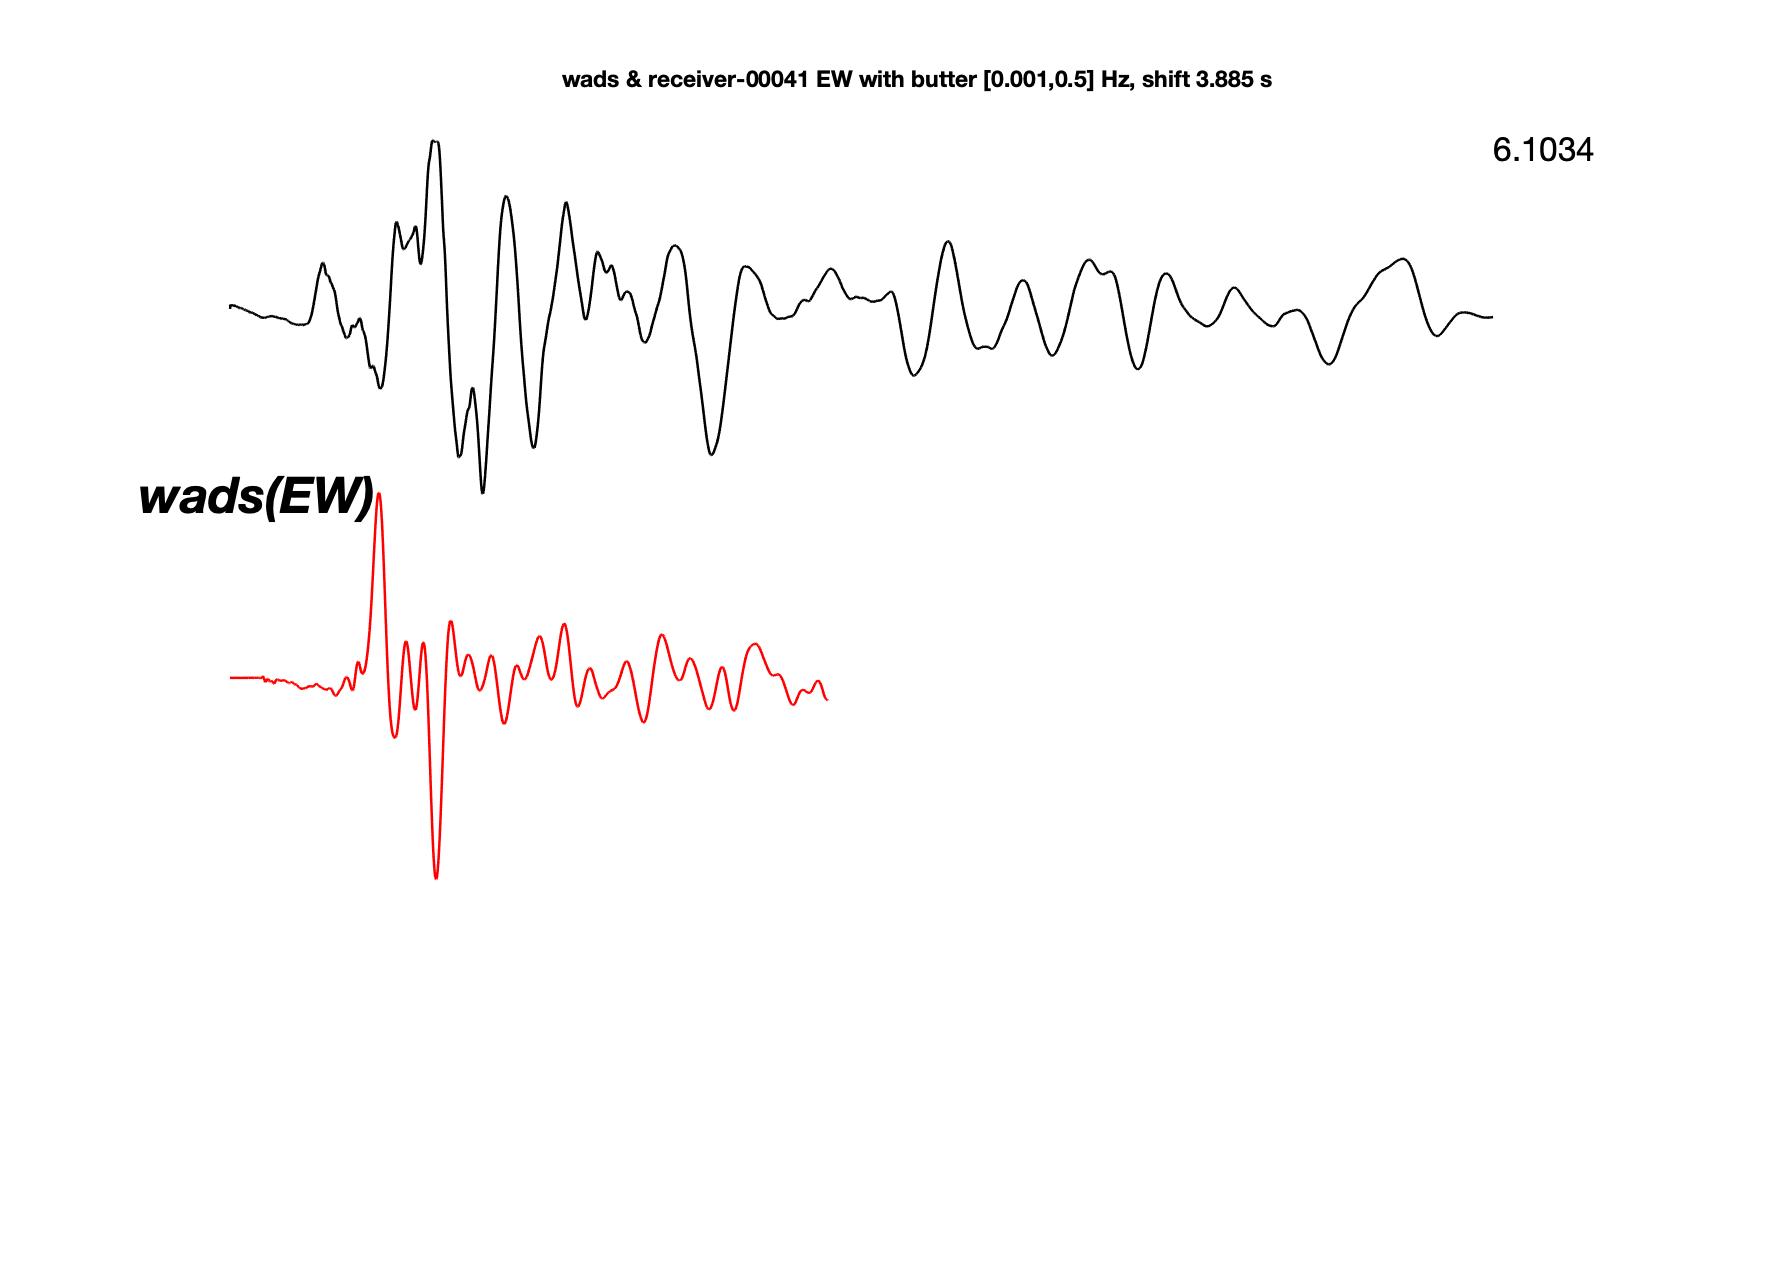 wads & receiver-00041 EW with butter [0.001,0.5] Hz, shift 3.885 s
6.1034
wads(EW)